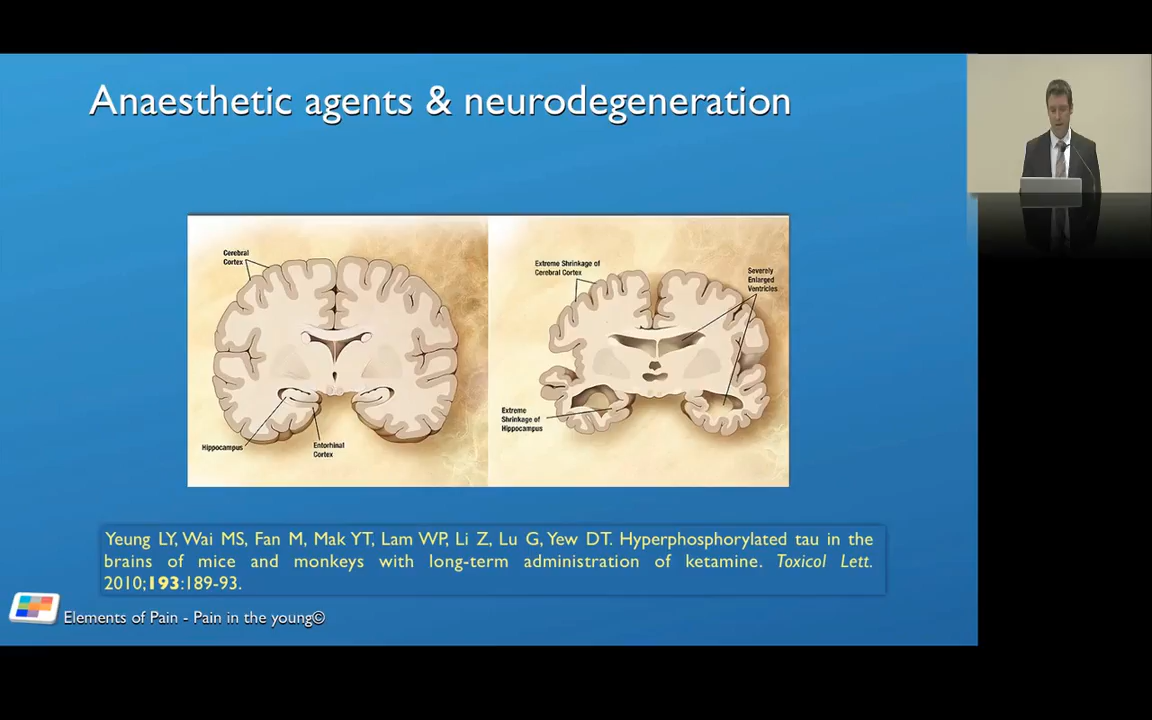 Anaesthetic agents & neurodegeneration
Cerebral
Cortex
Extreme Shrinkage of
Cerebral Cortex
Severely
Enlarged
Ventricles
Extreme
Shrinkage of
Hippocampus
Hippocampus
Entorhinal
Cortex
Yeung LY, Wai MS, Fan M, Mak YT, Lam WP, Li Z, Lu G, Yew DT. Hyperphosphorylated tau in the
brains of mice and monkeys with long-term administration of ketamine. Toxicol Lett.
2010;193:189-93.
Elements of Pain - Pain in the young©